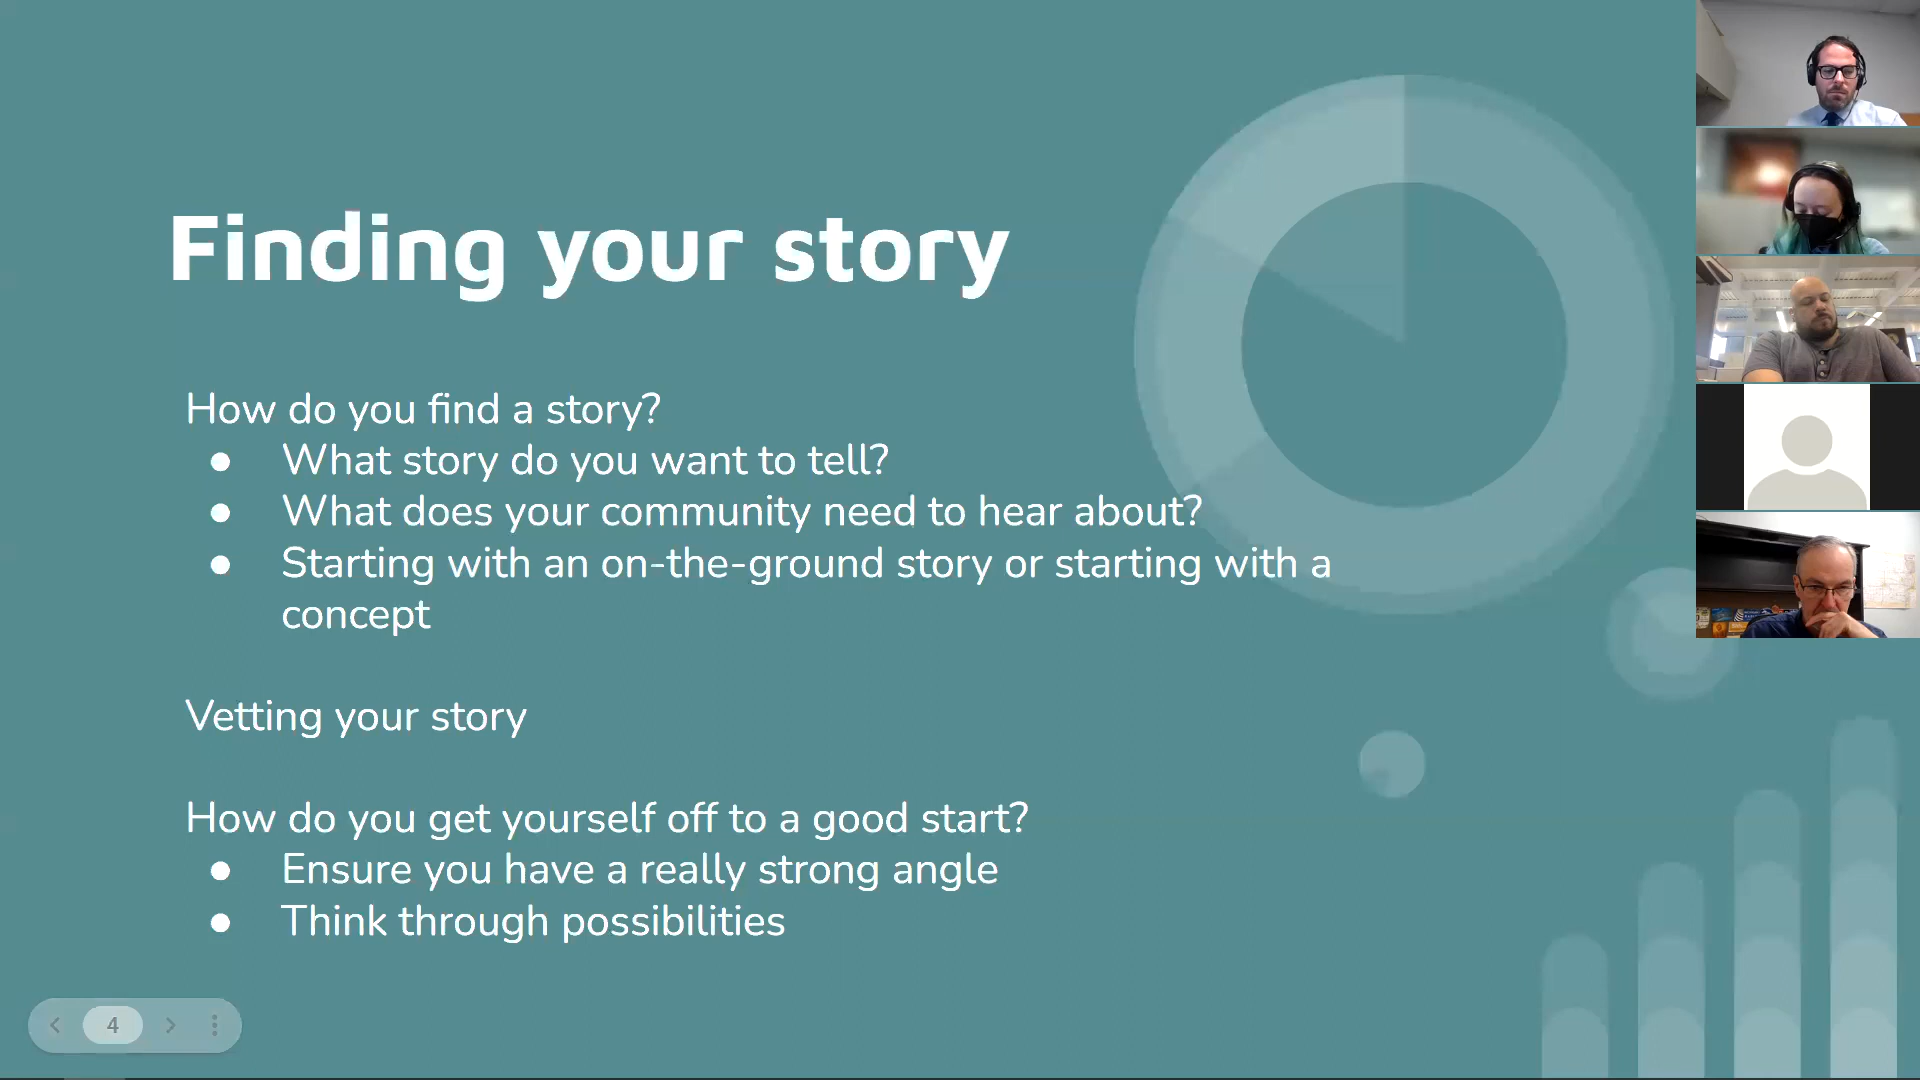 Finding your story
How do you find a story?
● What story do you want to tell?
● What does your community need to hear about?
● Starting with an on-the-ground story or starting with a
concept
Vetting your story
How do you get yourself off to a good start?
● Ensure you have a really strong angle
● Think through possibilities
4